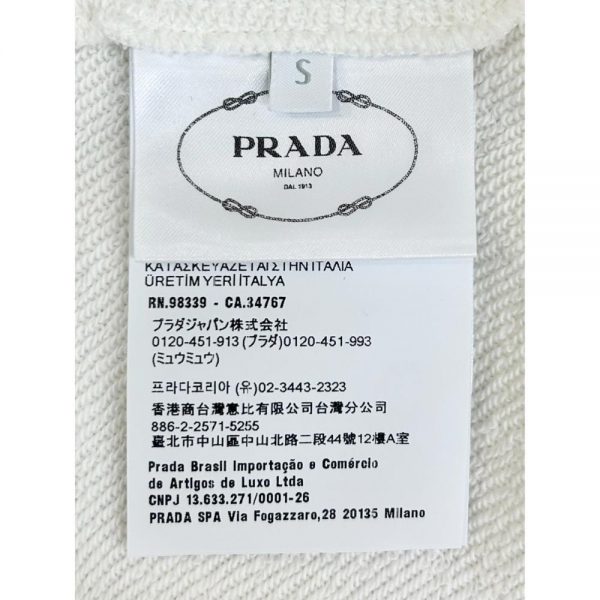 S
PRADA
MILANO
DAL 1913
ΚΑΤΑΣΚΕΥΑΖΕΤΑΙ ΣΤΗΝ ΙΤΑΛΙΑ
ÜRETİM YERİ İTALYA
RN.98339 - CA.34767
プラダジャパン株式会社
0120-451-913 (プラダ) 0120-451-993
(ミュウミュウ)
프라다코리아 (유) 02-3443-2323
香港商台灣惠比有限公司台灣分公司
886-2-2571-5255
臺北市中山區中山北路二段44號12樓A室
Prada Brasil Importação e Comércio
de Artigos de Luxo Ltda
CNPJ 13.633.271/0001-26
PRADA SPA Via Fogazzaro,28 20135 Milano